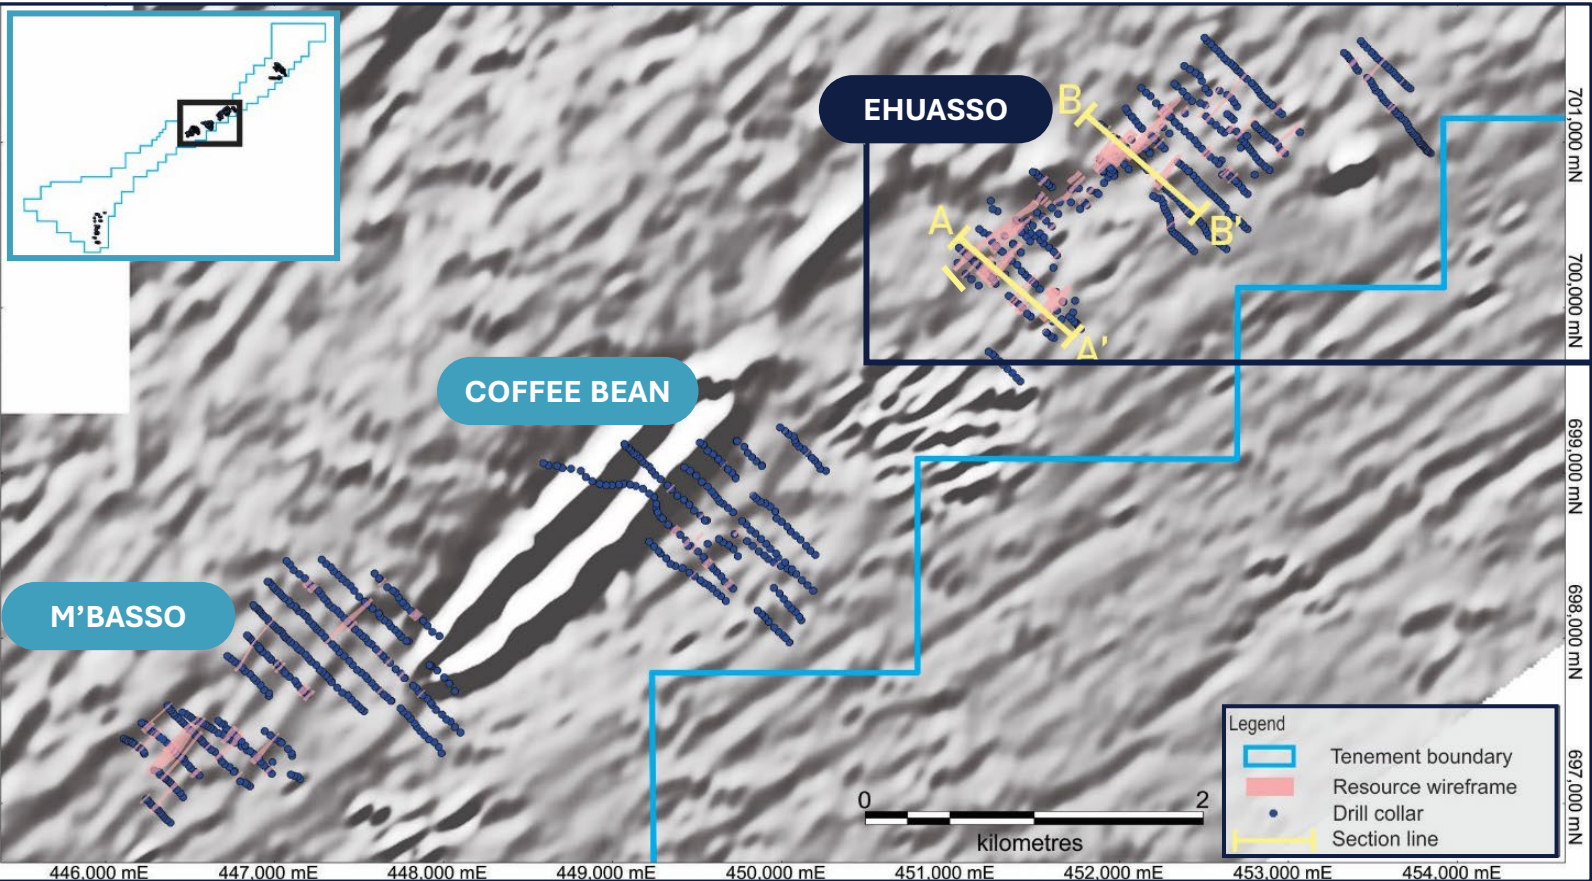 EHUASSO
B
B'
A
A'
COFFEE BEAN
M’BASSO
701,000 mN
700,000 mN
699,000 mN
698,000 mN
697,000 mN
Legend
Tenement boundary
Resource wireframe
Drill collar
Section line
0 2
kilometres
446,000 mE 447,000 mE 448,000 mE 449,000 mE 450,000 mE 451,000 mE 452,000 mE 453,000 mE 454,000 mE